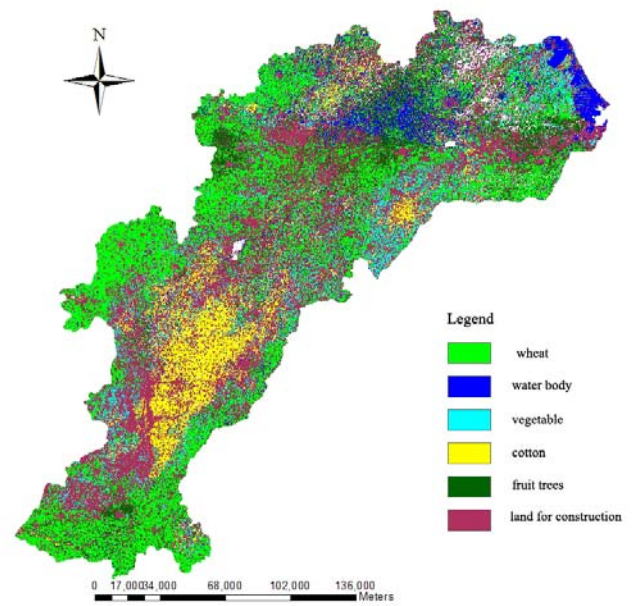 N
Legend
wheat
water body
vegetable
cotton
fruit trees
land for construction
0 17,000 34,000 68,000 102,000 136,000
Meters